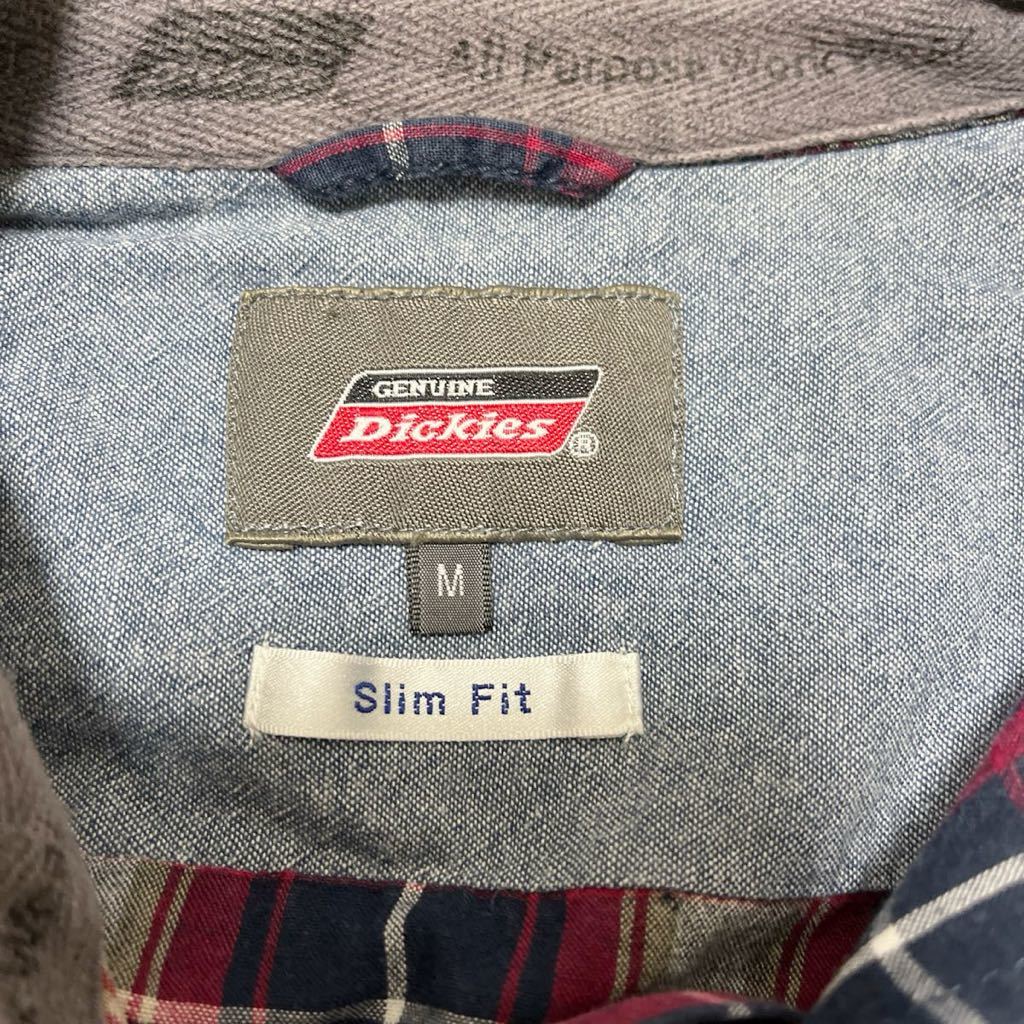 All Purpose Work
GENUINE
Dickies®
M
Slim Fit